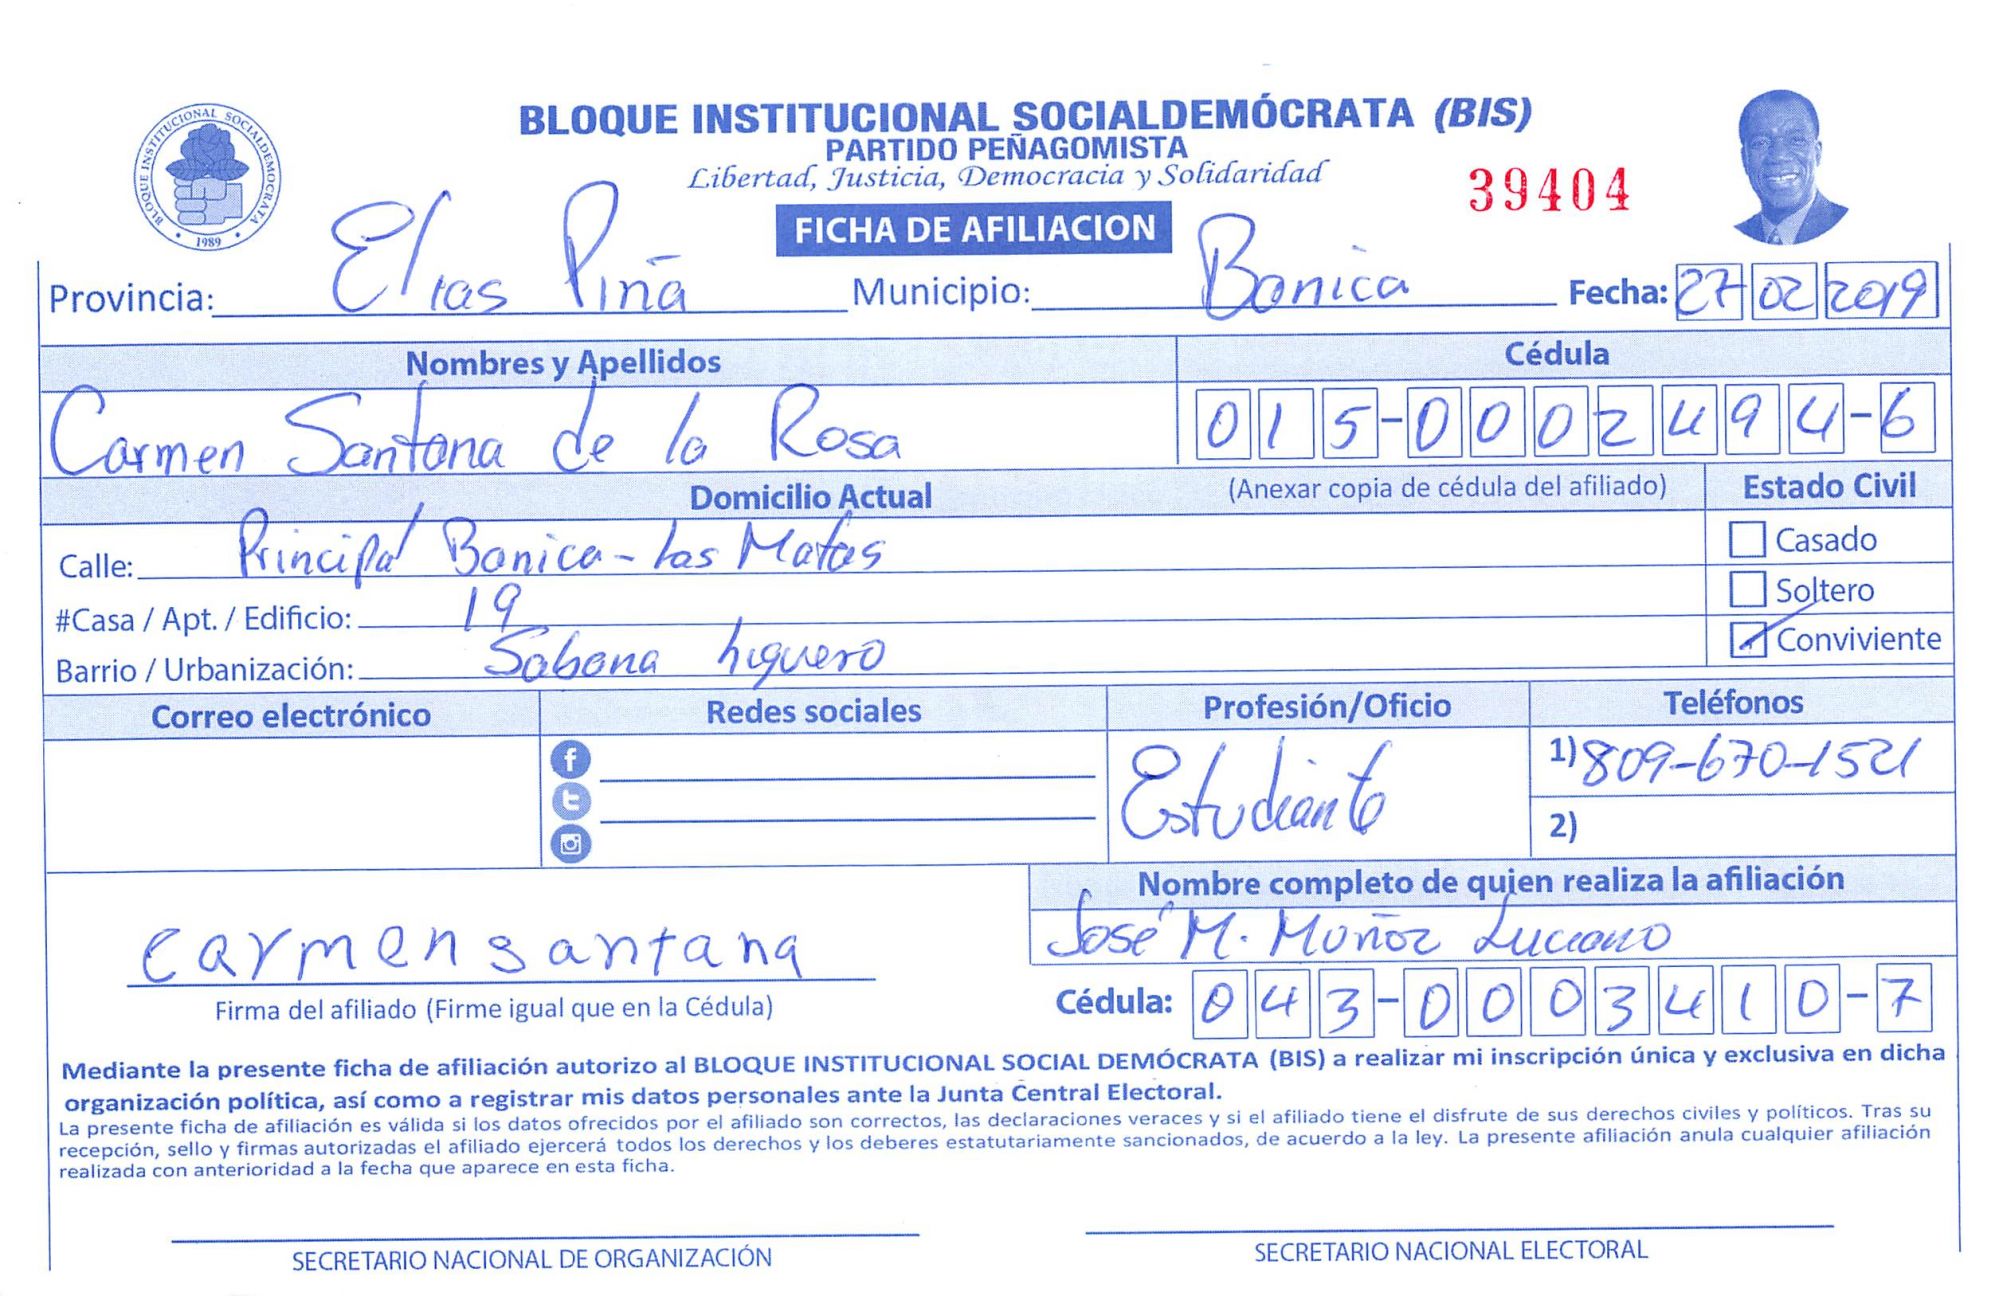 BLOQUE INSTITUCIONAL SOCIALDEMÓCRATA (BIS)
PARTIDO PEÑAGOMISTA
Libertad, Justicia, Democracia y Solidaridad
39404
BLOQUE INSTITUCIONAL SOCIALDEMOCRATA
1989
FICHA DE AFILIACION
Provincia: Elias Piña Municipio: Banica Fecha: 27 02 2019
Nombres y Apellidos Cédula
Carmen Santana de la Rosa 015-0002494-6
Domicilio Actual (Anexar copia de cédula del afiliado) Estado Civil
Calle: Principal Banica - Las Matas Casado
#Casa / Apt. / Edificio: 19 Soltero
Barrio / Urbanización: Sabana higuero Conviviente
Correo electrónico Redes sociales Profesión/Oficio Teléfonos
Estudiante 1) 809-670-1521
2)
Nombre completo de quien realiza la afiliación
José M. Muñoz Luciano
carmen santana
Firma del afiliado (Firme igual que en la Cédula) Cédula: 043-0003410-7
Mediante la presente ficha de afiliación autorizo al BLOQUE INSTITUCIONAL SOCIAL DEMÓCRATA (BIS) a realizar mi inscripción única y exclusiva en dicha
organización política, así como a registrar mis datos personales ante la Junta Central Electoral.
La presente ficha de afiliación es válida si los datos ofrecidos por el afiliado son correctos, las declaraciones veraces y si el afiliado tiene el disfrute de sus derechos civiles y políticos. Tras su
recepción, sello y firmas autorizadas el afiliado ejercerá todos los derechos y los deberes estatutariamente sancionados, de acuerdo a la ley. La presente afiliación anula cualquier afiliación
realizada con anterioridad a la fecha que aparece en esta ficha.
SECRETARIO NACIONAL DE ORGANIZACIÓN SECRETARIO NACIONAL ELECTORAL